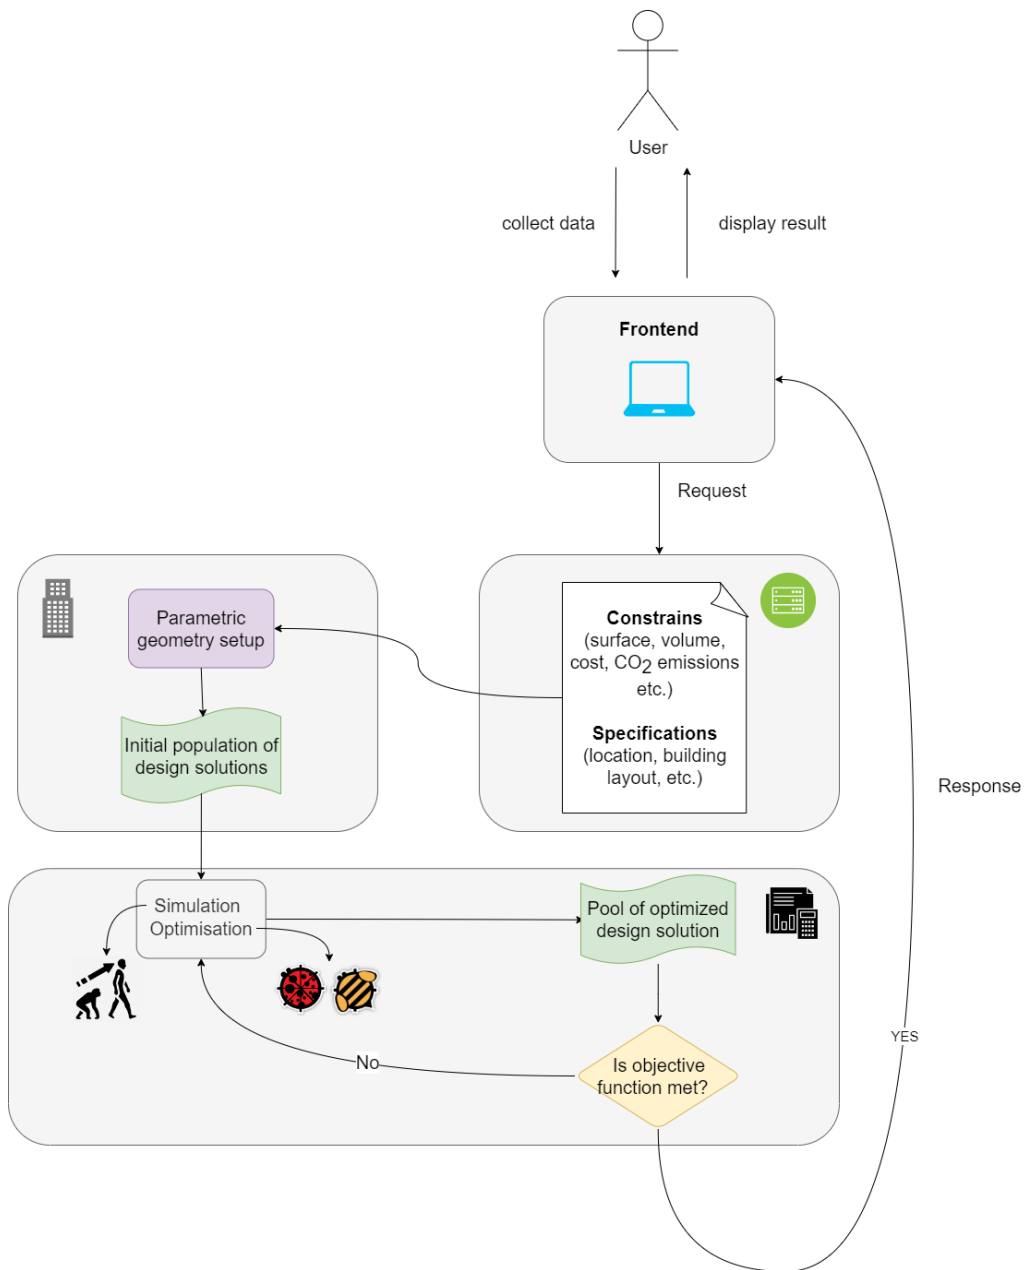 User
collect data
display result
Frontend
Request
Parametric
geometry setup
Constrains
(surface, volume,
cost, CO2 emissions
etc.)
Specifications
(location, building
layout, etc.)
Initial population of
design solutions
Response
Simulation
Optimisation
Pool of optimized
design solution
YES
No
Is objective
function met?